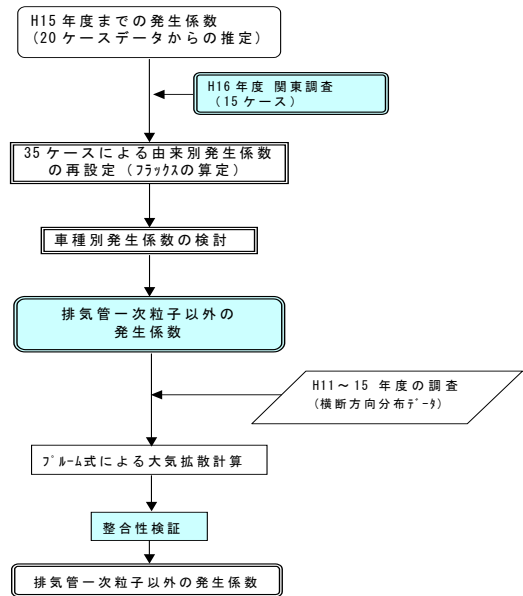 H15年度までの発生係数
(20ケースデータからの推定)
H16年度 関東調査
(15ケース)
35ケースによる由来別発生係数
の再設定(フラックスの算定)
車種別発生係数の検討
排気管一次粒子以外の
発生係数
H11～15 年度の調査
(横断方向分布ﾃﾞｰﾀ)
ﾌﾟﾙｰﾑ式による大気拡散計算
整合性検証
排気管一次粒子以外の発生係数